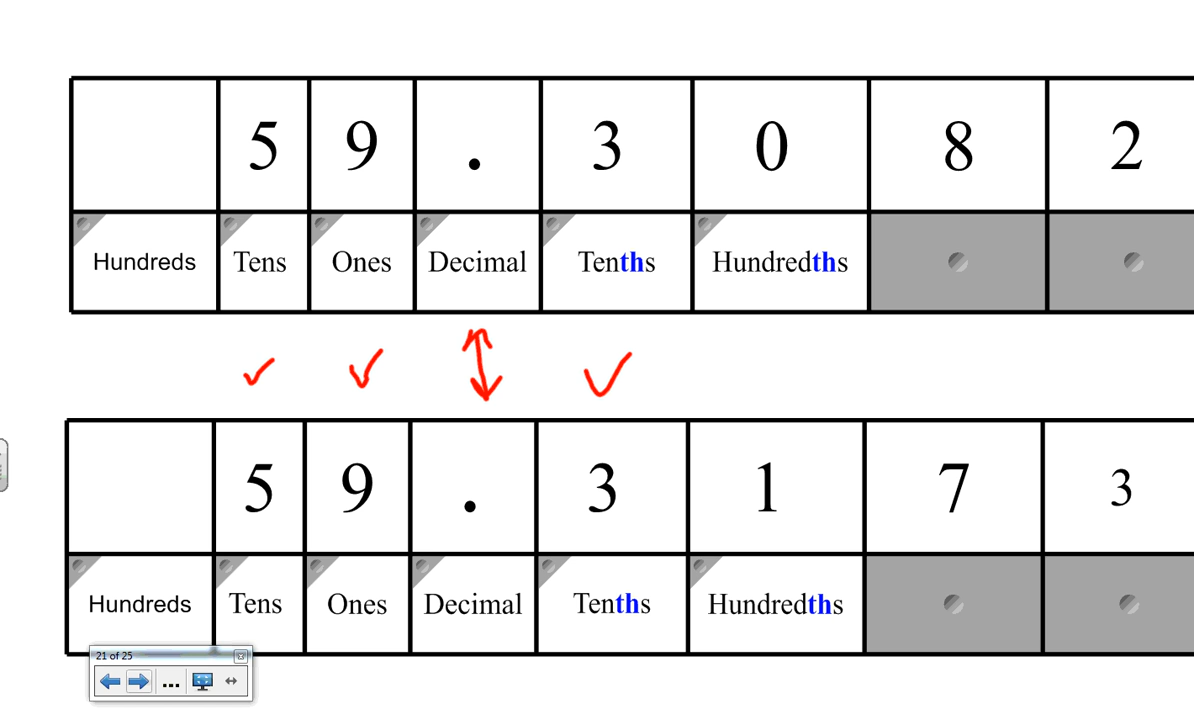 5 9 . 3 0 8 2
Hundreds Tens Ones Decimal Tenths Hundredths
5 9 . 3 1 7 3
Hundreds Tens Ones Decimal Tenths Hundredths
21 of 25
...